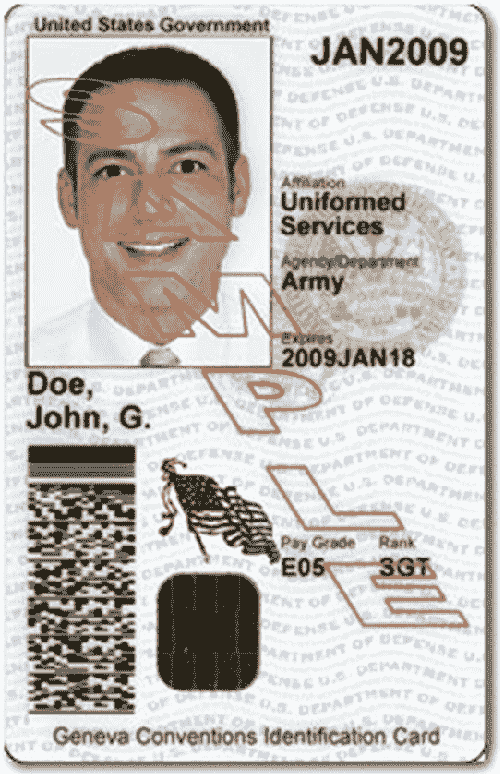 United States Government
JAN2009
Affiliation
Uniformed
Services
Agency/Department
Army
Expires
2009JAN18
Doe,
John, G.
SAMPLE
Pay Grade Rank
E05 SGT
Geneva Conventions Identification Card